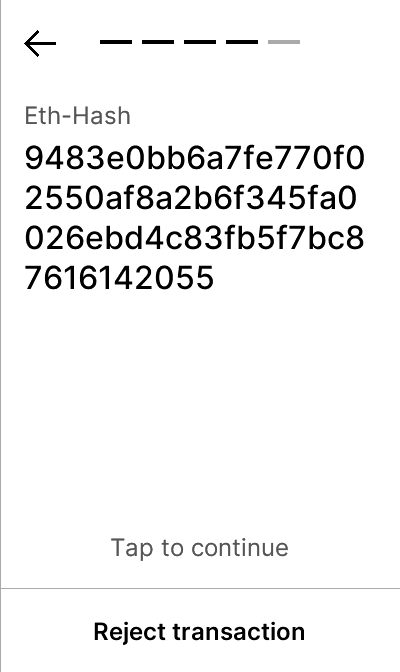 Eth-Hash
9483e0bb6a7fe770f0
2550af8a2b6f345fa0
026ebd4c83fb5f7bc8
7616142055
Tap to continue
Reject transaction